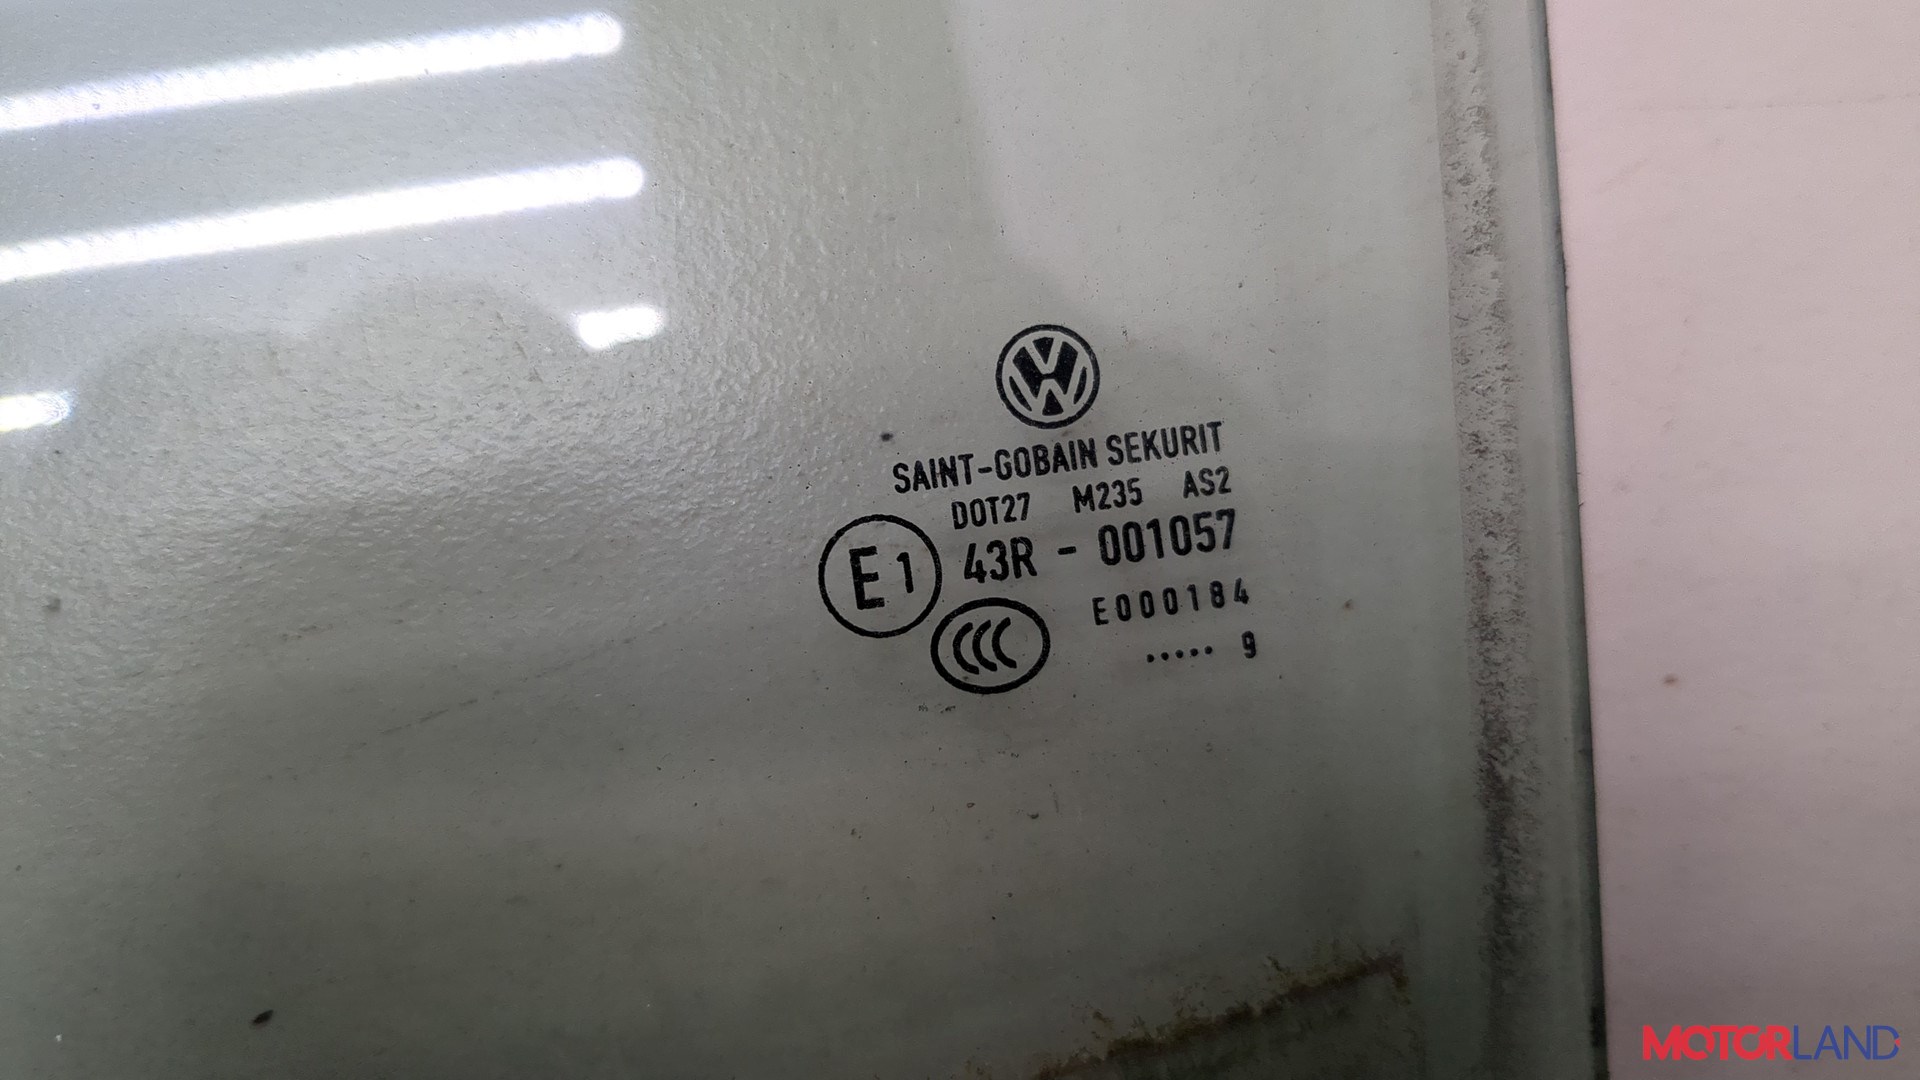 VW
SAINT-GOBAIN SEKURIT
DOT27 M235 AS2
E1 43R - 001057
CCC E000184
..... 9
MOTORLAND